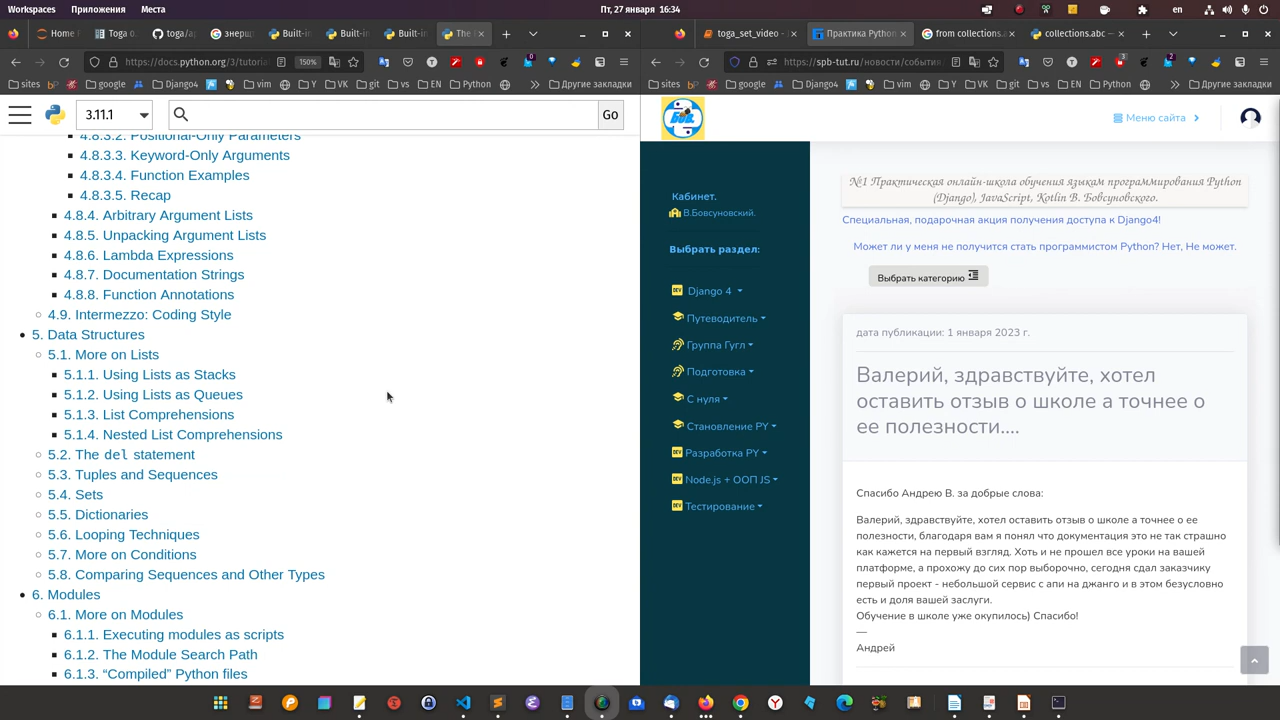 Workspaces Приложения Места Пт, 27 января 16:34
Home Toga o. toga/a Built-in Built-in Built-in The
toga_set_video - Практика Python from collections. collections.abc —
https://docs.python.org/3/tutoria 150%
https://spb-tut.ru/новости/события
google Django4 vim Y VK git vs EN Python
google Django4 vim Y VK git vs EN Python
3.11.1 Go
4.8.3.2. Positional-Only Parameters
4.8.3.3. Keyword-Only Arguments
4.8.3.4. Function Examples
4.8.3.5. Recap
4.8.4. Arbitrary Argument Lists
4.8.5. Unpacking Argument Lists
4.8.6. Lambda Expressions
4.8.7. Documentation Strings
4.8.8. Function Annotations
4.9. Intermezzo: Coding Style
5. Data Structures
5.1. More on Lists
5.1.1. Using Lists as Stacks
5.1.2. Using Lists as Queues
5.1.3. List Comprehensions
5.1.4. Nested List Comprehensions
5.2. The del statement
5.3. Tuples and Sequences
5.4. Sets
5.5. Dictionaries
5.6. Looping Techniques
5.7. More on Conditions
5.8. Comparing Sequences and Other Types
6. Modules
6.1. More on Modules
6.1.1. Executing modules as scripts
6.1.2. The Module Search Path
6.1.3. “Compiled” Python files
Меню сайта
Кабинет.
В.Бовсуновский.
Выбрать раздел:
Django 4
Путеводитель
Группа Гугл
Подготовка
С нуля
Становление PY
Разработка PY
Node.js + ООП JS
Тестирование
№1 Практическая онлайн-школа обучения языкам программирования Python
(Django), JavaScript, Kotlin В. Бовсуновского.
Специальная, подарочная акция получения доступа к Django4!
Может ли у меня не получится стать программистом Python? Нет, Не может.
Выбрать категорию
дата публикации: 1 января 2023 г.
Валерий, здравствуйте, хотел
оставить отзыв о школе а точнее о
ее полезности....
Спасибо Андрею В. за добрые слова:
Валерий, здравствуйте, хотел оставить отзыв о школе а точнее о ее
полезности, благодаря вам я понял что документация это не так страшно
как кажется на первый взгляд. Хоть и не прошел все уроки на вашей
платформе, а прохожу до сих пор выборочно, сегодня сдал заказчику
первый проект - небольшой сервис с апи на джанго и в этом безусловно
есть и доля вашей заслуги.
Обучение в школе уже окупилось) Спасибо!
—
Андрей